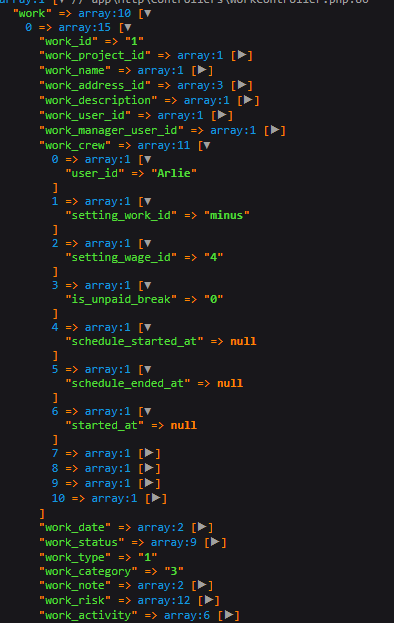 array:1 [▼ // app\Http\Controllers\WorkController.php:60
"work" => array:10 [▼
0 => array:15 [▼
"work_id" => "1"
"work_project_id" => array:1 [▶]
"work_name" => array:1 [▶]
"work_address_id" => array:3 [▶]
"work_description" => array:1 [▶]
"work_user_id" => array:1 [▶]
"work_manager_user_id" => array:1 [▶]
"work_crew" => array:11 [▼
0 => array:1 [▼
"user_id" => "Arlie"
]
1 => array:1 [▼
"setting_work_id" => "minus"
]
2 => array:1 [▼
"setting_wage_id" => "4"
]
3 => array:1 [▼
"is_unpaid_break" => "0"
]
4 => array:1 [▼
"schedule_started_at" => null
]
5 => array:1 [▼
"schedule_ended_at" => null
]
6 => array:1 [▼
"started_at" => null
]
7 => array:1 [▶]
8 => array:1 [▶]
9 => array:1 [▶]
10 => array:1 [▶]
]
"work_date" => array:2 [▶]
"work_status" => array:9 [▶]
"work_type" => "1"
"work_category" => "3"
"work_note" => array:2 [▶]
"work_risk" => array:12 [▶]
"work_activity" => array:6 [▶]